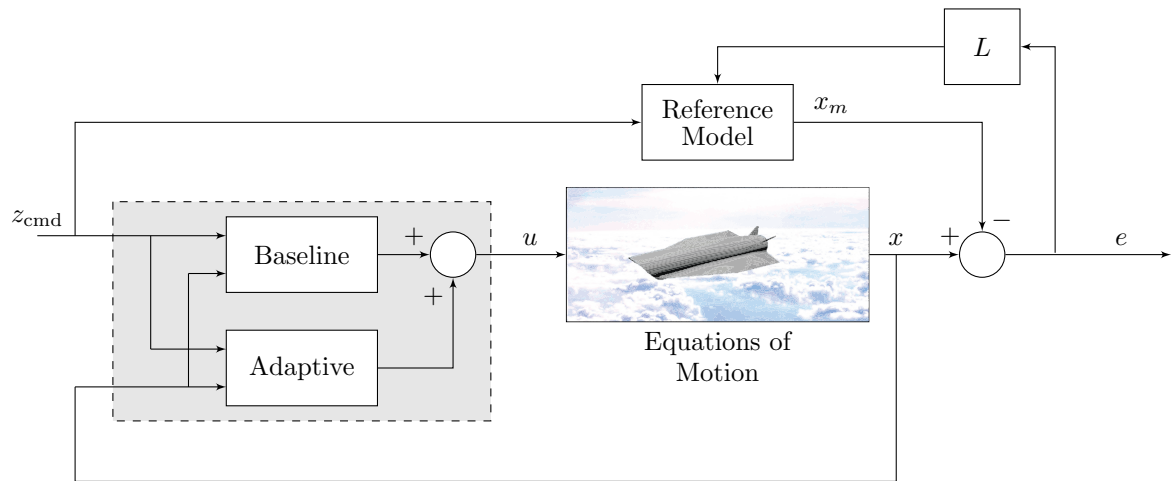 L
Reference
Model
x_m
z_cmd
Baseline
+
+
u
x
+
−
e
Adaptive
Equations of
Motion